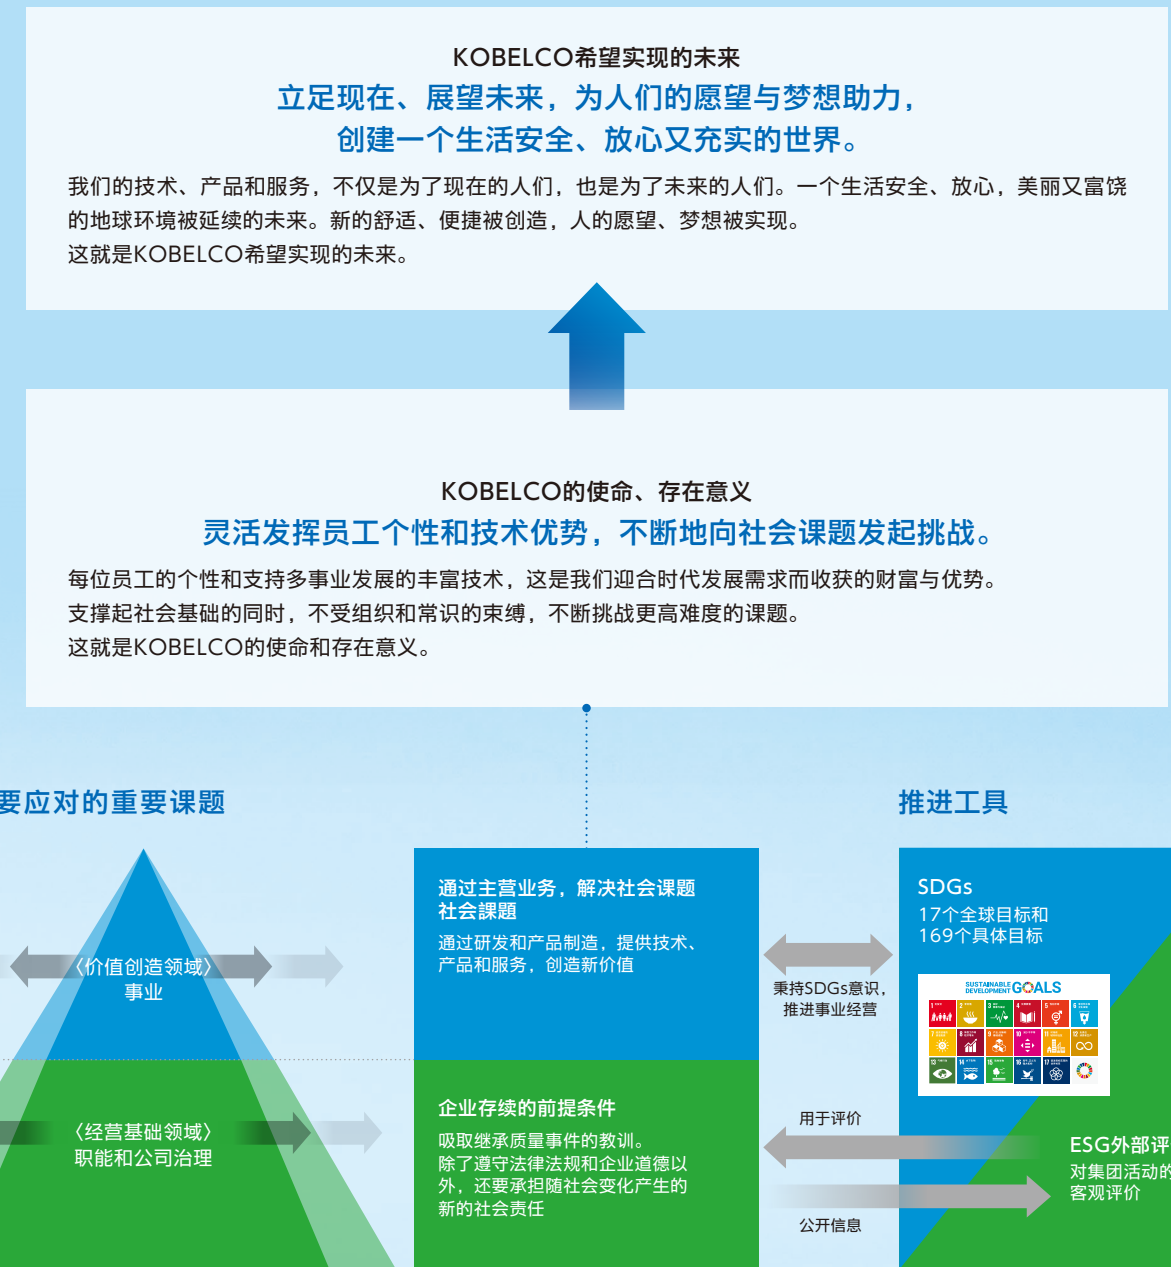 KOBELCO希望实现的未来
立足现在、展望未来，为人们的愿望与梦想助力，
创建一个生活安全、放心又充实的世界。
我们的技术、产品和服务，不仅是为了现在的人们，也是为了未来的人们。一个生活安全、放心，美丽又富饶
的地球环境被延续的未来。新的舒适、便捷被创造，人的愿望、梦想被实现。
这就是KOBELCO希望实现的未来。
KOBELCO的使命、存在意义
灵活发挥员工个性和技术优势，不断地向社会课题发起挑战。
每位员工的个性和支持多事业发展的丰富技术，这是我们迎合时代发展需求而收获的财富与优势。
支撑起社会基础的同时，不受组织和常识的束缚，不断挑战更高难度的课题。
这就是KOBELCO的使命和存在意义。
要应对的重要课题
〈价值创造领域〉
事业
〈经营基础领域〉
职能和公司治理
通过主营业务，解决社会课题
社会課題
通过研发和产品制造，提供技术、
产品和服务，创造新价值
企业存续的前提条件
吸取继承质量事件的教训。
除了遵守法律法规和企业道德以
外，还要承担随社会变化产生的
新的社会责任
秉持SDGs意识，
推进事业经营
用于评价
公开信息
推进工具
SDGs
17个全球目标和
169个具体目标
SUSTAINABLE
DEVELOPMENT GOALS
1
2
3
4
5
6
7
8
9
10
11
12
13
14
15
16
17
ESG外部评
对集团活动的
客观评价